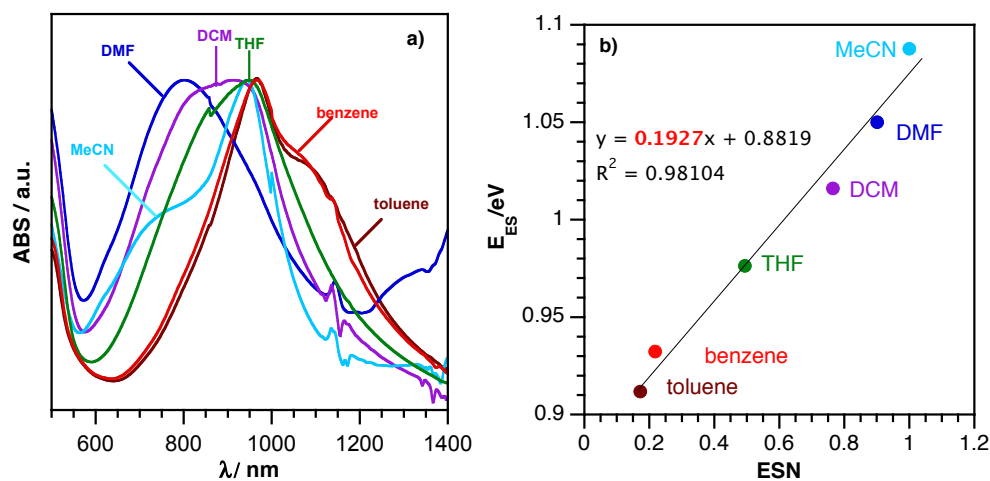 a)
DMF
DCM
THF
MeCN
benzene
toluene
ABS / a.u.
600 800 1000 1200 1400
λ/ nm
b)
MeCN
DMF
DCM
THF
benzene
toluene
y = 0.1927x + 0.8819
R² = 0.98104
E_ES/eV
1.1
1.05
1
0.95
0.9
0 0.2 0.4 0.6 0.8 1 1.2
ESN